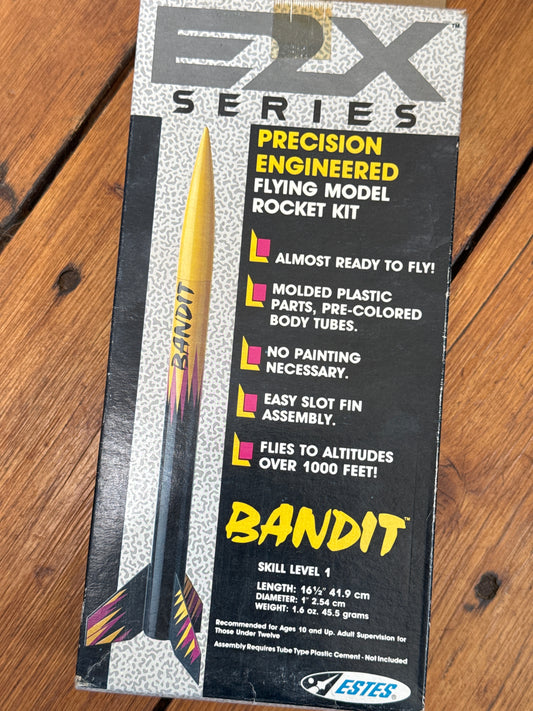 E2X™
SERIES
PRECISION
ENGINEERED
FLYING MODEL
ROCKET KIT
ALMOST READY TO FLY!
MOLDED PLASTIC
PARTS, PRE-COLORED
BODY TUBES.
NO PAINTING
NECESSARY.
EASY SLOT FIN
ASSEMBLY.
FLIES TO ALTITUDES
OVER 1000 FEET!
BANDIT
BANDIT™
SKILL LEVEL 1
LENGTH: 16½" 41.9 cm
DIAMETER: 1" 2.54 cm
WEIGHT: 1.6 oz. 45.5 grams
Recommended for Ages 10 and Up. Adult Supervision for
Those Under Twelve
Assembly Requires Tube Type Plastic Cement - Not Included
ESTES®